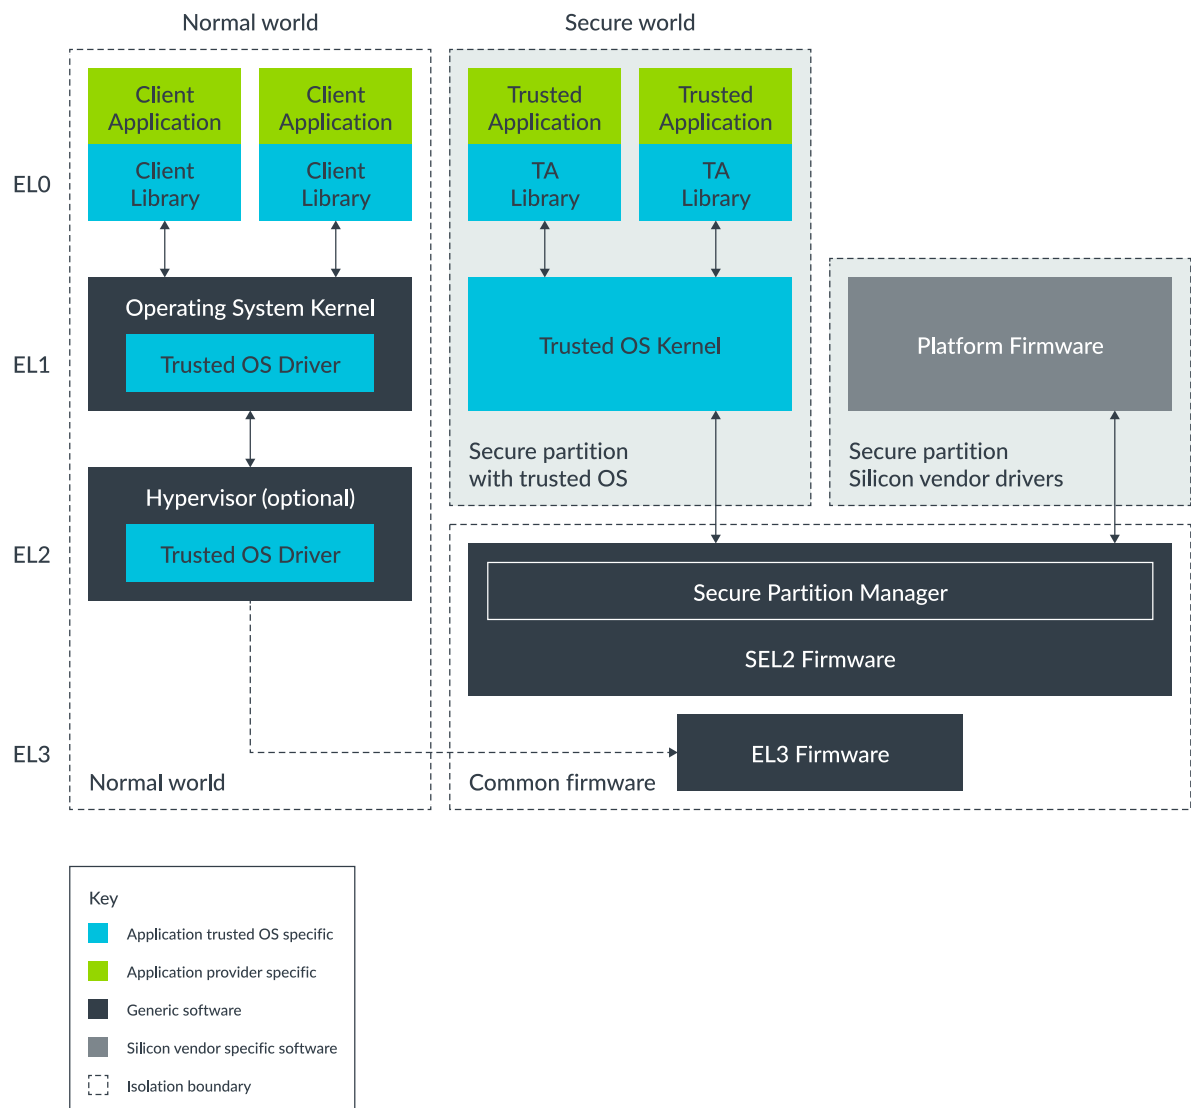 Normal world
Secure world
Client
Application
Client
Application
Trusted
Application
Trusted
Application
EL0
Client
Library
Client
Library
TA
Library
TA
Library
Operating System Kernel
EL1
Trusted OS Driver
Trusted OS Kernel
Platform Firmware
Secure partition
with trusted OS
Secure partition
Silicon vendor drivers
Hypervisor (optional)
EL2
Trusted OS Driver
Secure Partition Manager
SEL2 Firmware
EL3
EL3 Firmware
Normal world
Common firmware
Key
Application trusted OS specific
Application provider specific
Generic software
Silicon vendor specific software
Isolation boundary